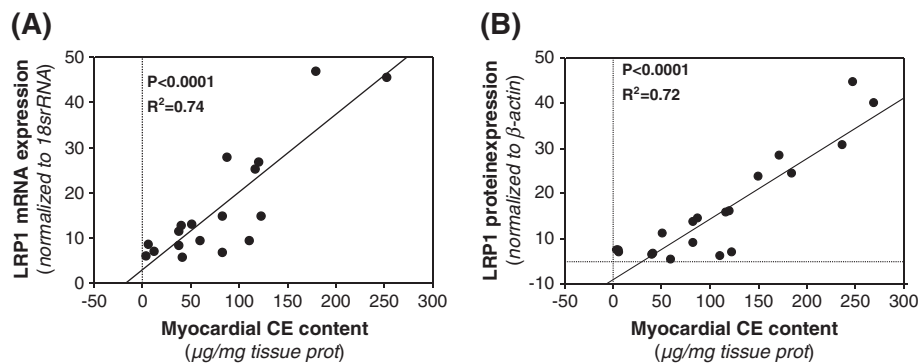 (A)
LRP1 mRNA expression
(normalized to 18srRNA)
50
40
30
20
10
0
P<0.0001
R²=0.74
-50 0 50 100 150 200 250 300
Myocardial CE content
(μg/mg tissue prot)
(B)
LRP1 proteinexpression
(normalized to β-actin)
50
40
30
20
10
-10
P<0.0001
R²=0.72
-50 0 50 100 150 200 250 300
Myocardial CE content
(μg/mg tissue prot)